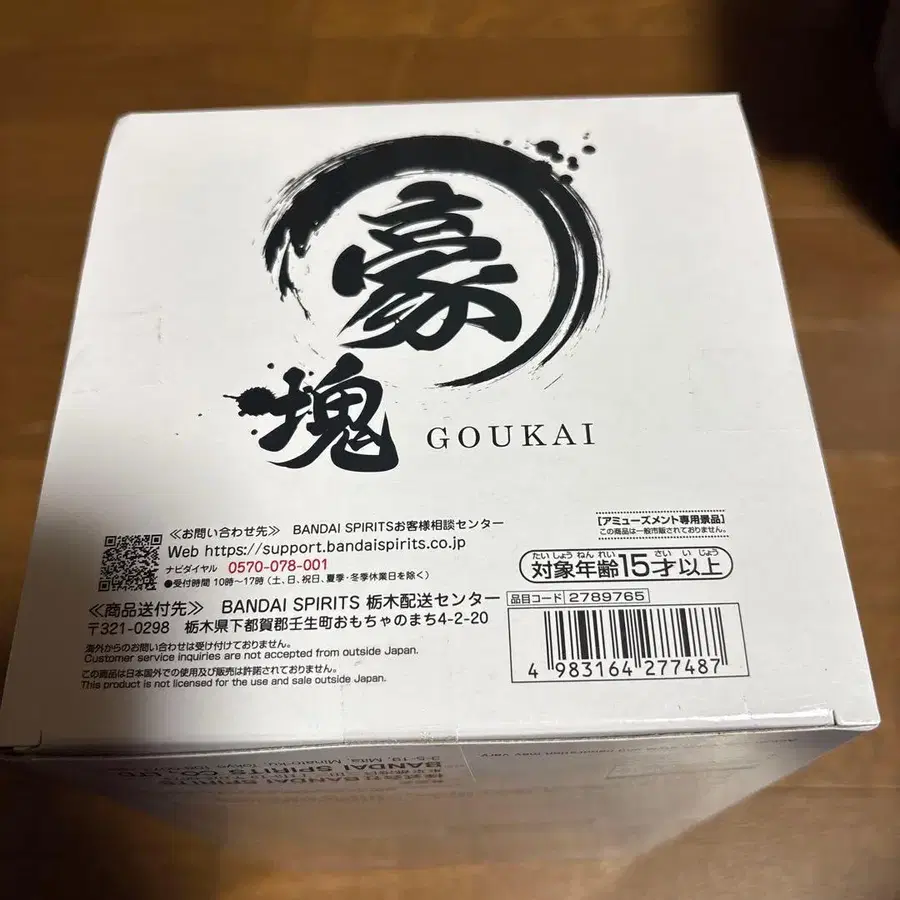 豪
塊 GOUKAI
≪お問い合わせ先≫ BANDAI SPIRITSお客様相談センター
Web https://support.bandaispirits.co.jp
ナビダイヤル 0570-078-001
●受付時間 10時〜17時(土、日、祝日、夏季・冬季休業日を除く)
≪商品送付先≫ BANDAI SPIRITS 栃木配送センター
〒321-0298 栃木県下都賀郡壬生町おもちゃのまち4-2-20
海外からのお問い合わせは受け付けておりません。
Customer service inquiries are not accepted from outside Japan.
この商品は日本国外での使用及び販売は許諾されておりません。
This product is not licensed for the use and sale outside Japan.
[アミューズメント専用景品]
この商品は一般市販されておりません。
たい しょう ねん れい さい い じょう
対象年齢15才以上
品目コード 2789765
4 983164 277487
BANDAI SPIRITS CO.,LTD.